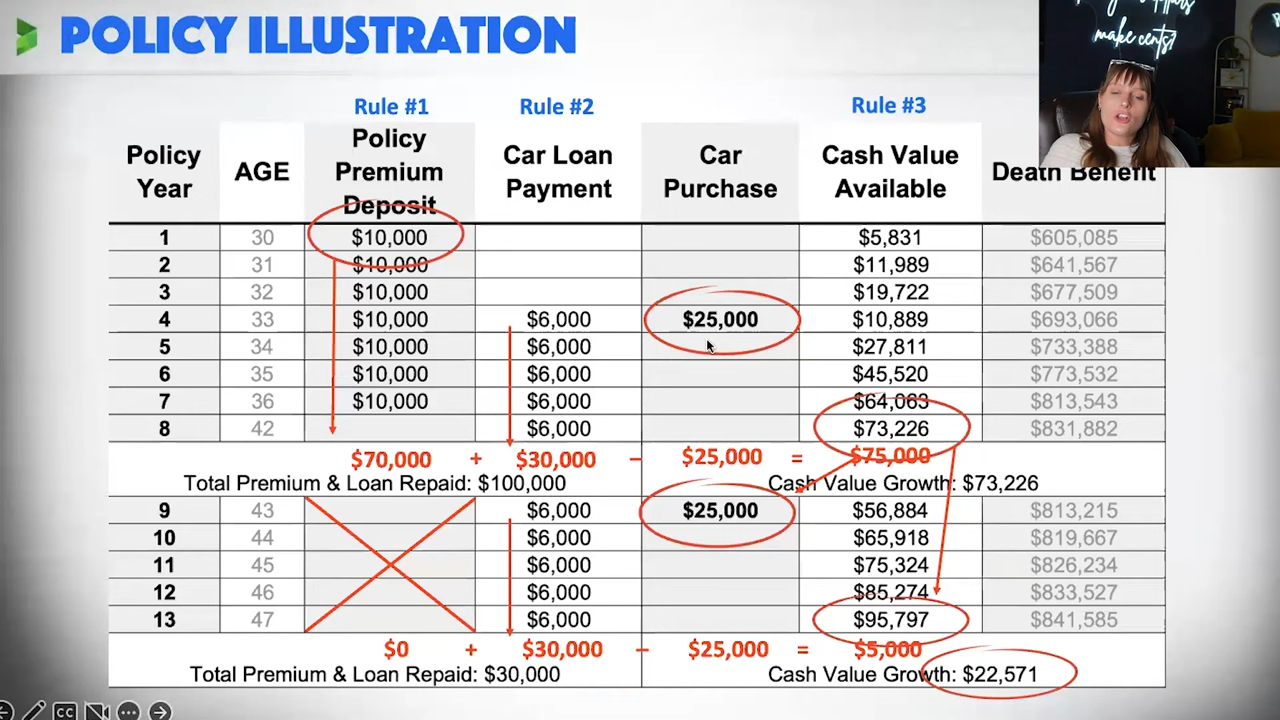 POLICY ILLUSTRATION
make cents?
Rule #1 Rule #2 Rule #3
Policy Year AGE Policy Premium Deposit Car Loan Payment Car Purchase Cash Value Available Death Benefit
1 30 $10,000 $5,831 $605,085
2 31 $10,000 $11,989 $641,567
3 32 $10,000 $19,722 $677,509
4 33 $10,000 $6,000 $25,000 $10,889 $693,066
5 34 $10,000 $6,000 $27,811 $733,388
6 35 $10,000 $6,000 $45,520 $773,532
7 36 $10,000 $6,000 $64,063 $813,543
8 42 $6,000 $73,226 $831,882
$70,000 + $30,000 – $25,000 = $75,000
Total Premium & Loan Repaid: $100,000 Cash Value Growth: $73,226
9 43 $6,000 $25,000 $56,884 $813,215
10 44 $6,000 $65,918 $819,667
11 45 $6,000 $75,324 $826,234
12 46 $6,000 $85,274 $833,527
13 47 $6,000 $95,797 $841,585
$0 + $30,000 – $25,000 = $5,000
Total Premium & Loan Repaid: $30,000 Cash Value Growth: $22,571
CC